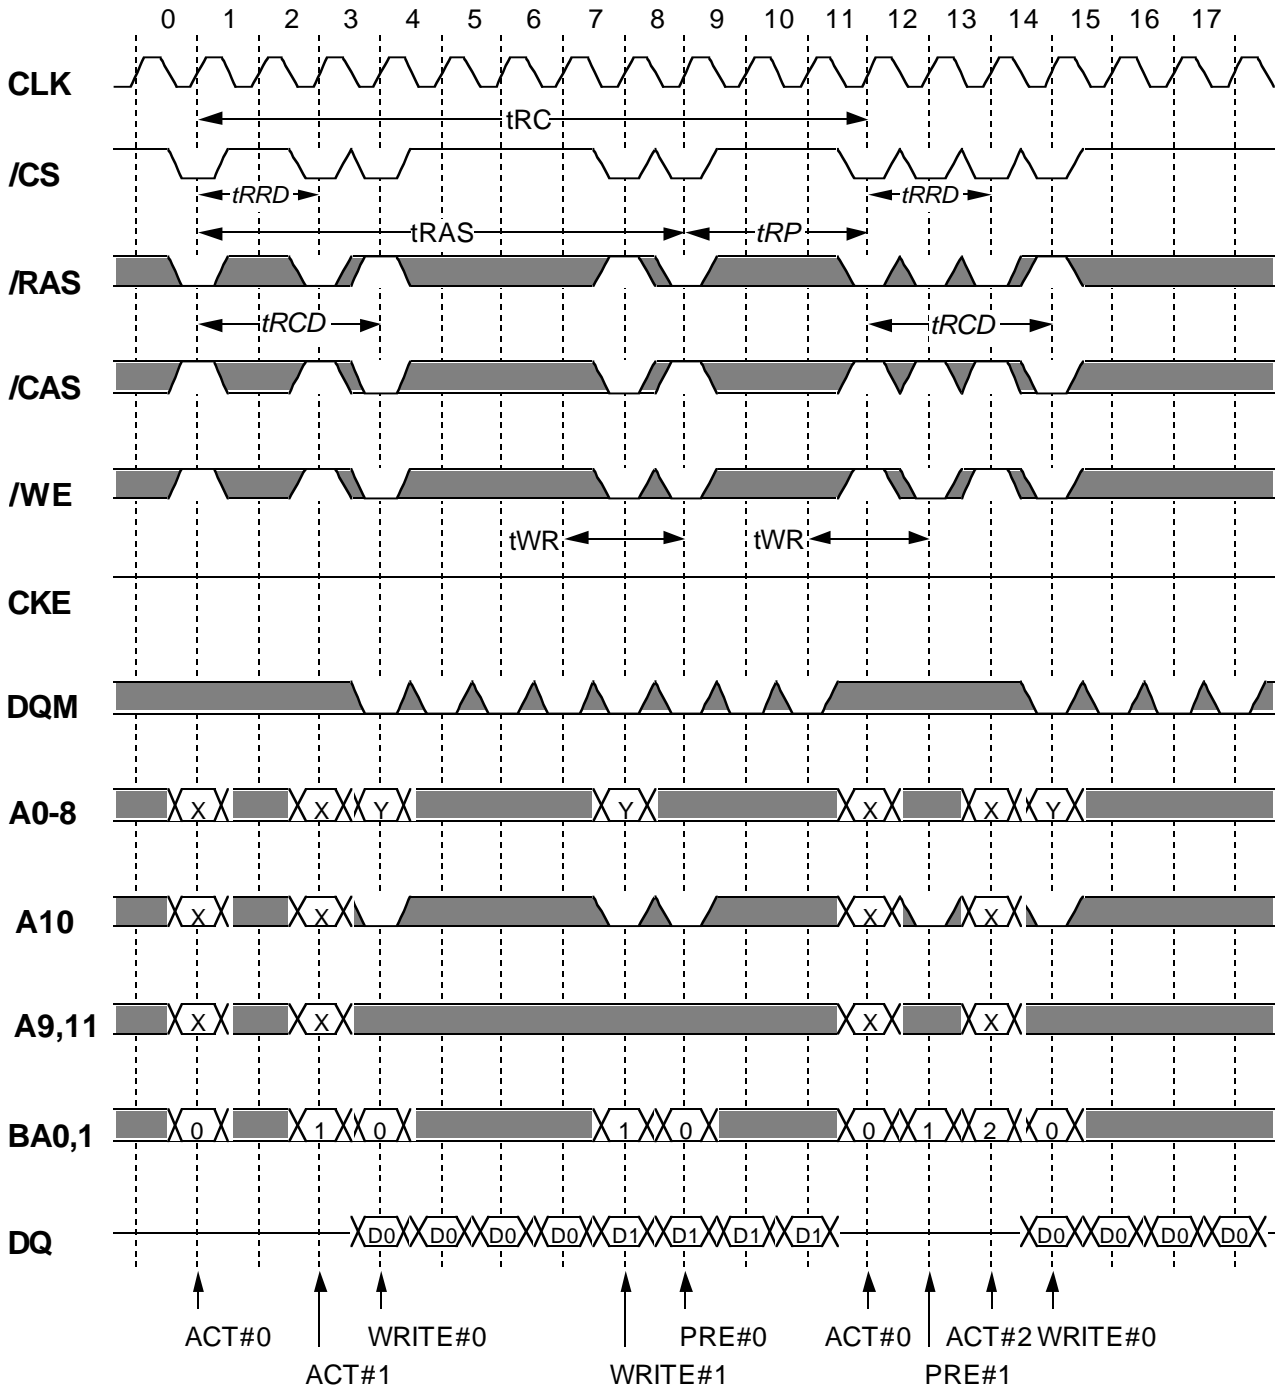 0 1 2 3 4 5 6 7 8 9 10 11 12 13 14 15 16 17
CLK
tRC
/CS
tRRD tRRD
tRAS tRP
/RAS
tRCD tRCD
/CAS
/WE
tWR tWR
CKE
DQM
A0-8 X X Y Y X X Y
A10 X X X X
A9,11 X X X X
BA0,1 0 1 0 1 0 0 1 2 0
DQ D0 D0 D0 D0 D1 D1 D1 D1 D0 D0 D0 D0
ACT#0 WRITE#0 PRE#0 ACT#0 ACT#2 WRITE#0
ACT#1 WRITE#1 PRE#1